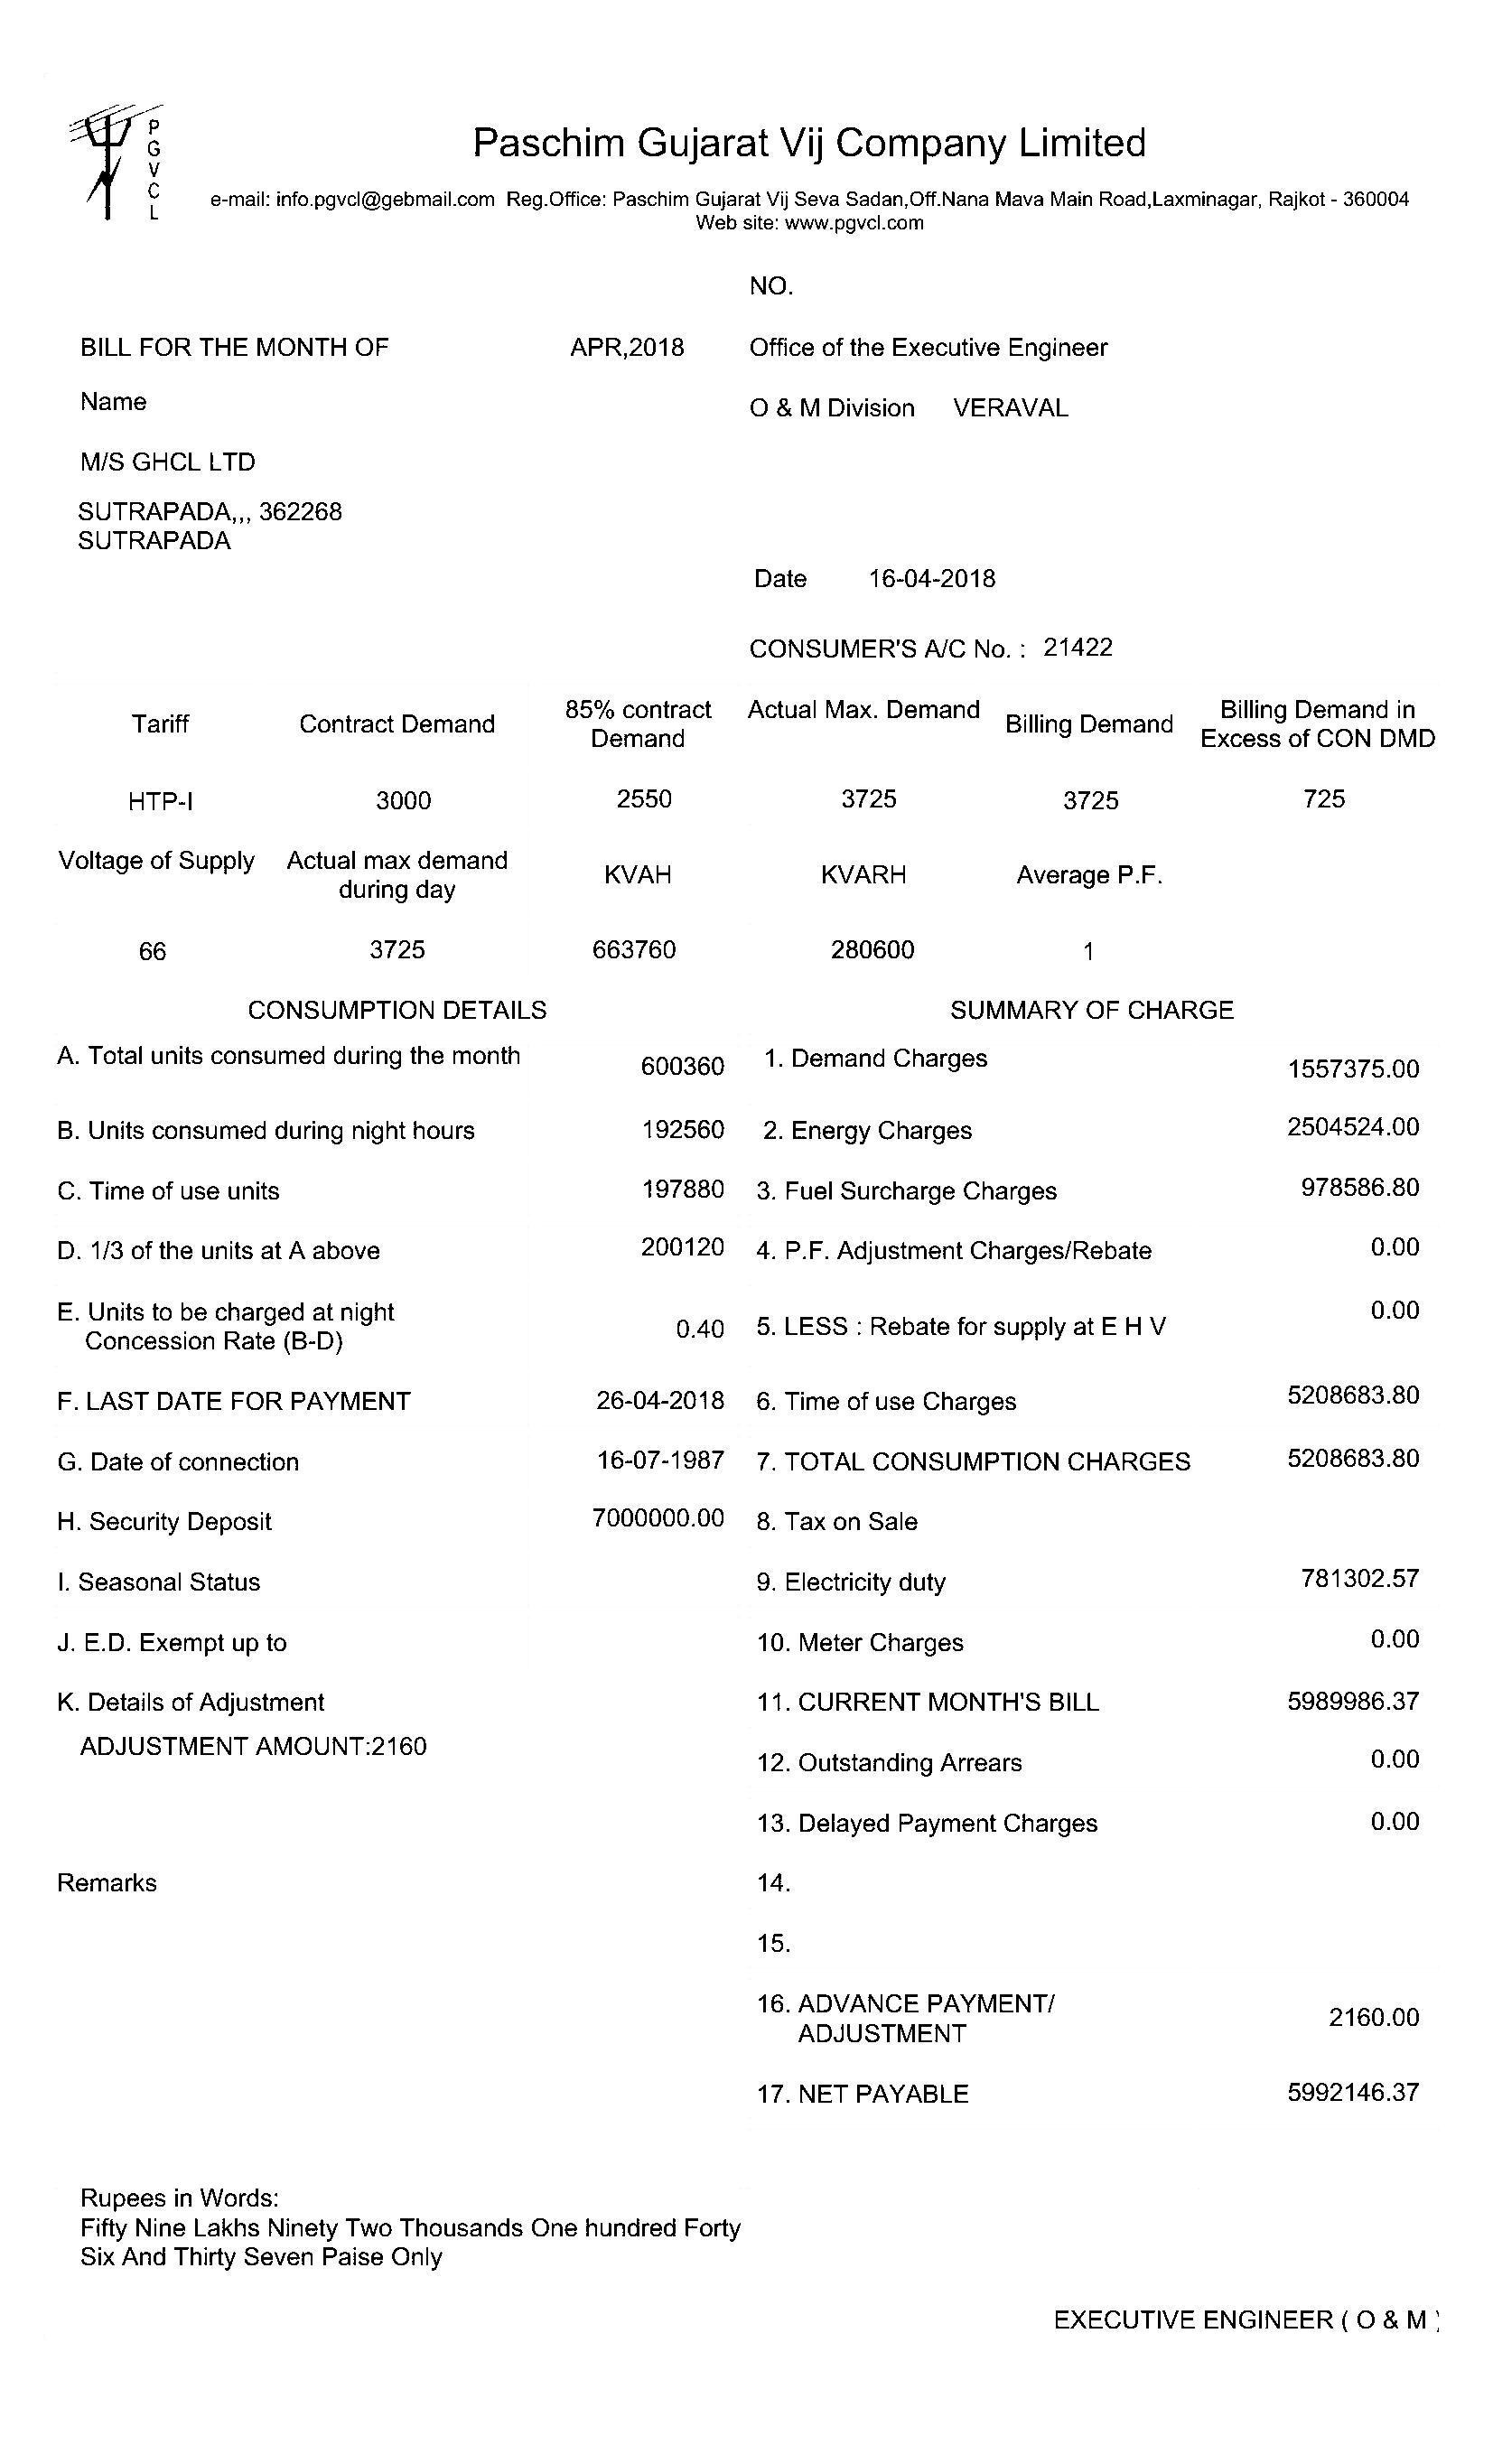 P
G
V
C
L
Paschim Gujarat Vij Company Limited
e-mail: info.pgvcl@gebmail.com Reg.Office: Paschim Gujarat Vij Seva Sadan,Off.Nana Mava Main Road,Laxminagar, Rajkot - 360004
Web site: www.pgvcl.com
NO.
BILL FOR THE MONTH OF APR,2018 Office of the Executive Engineer
Name
O & M Division VERAVAL
M/S GHCL LTD
SUTRAPADA,,, 362268
SUTRAPADA
Date 16-04-2018
CONSUMER'S A/C No. : 21422
Tariff Contract Demand 85% contract Demand Actual Max. Demand Billing Demand Billing Demand in Excess of CON DMD
HTP-I 3000 2550 3725 3725 725
Voltage of Supply Actual max demand during day KVAH KVARH Average P.F.
66 3725 663760 280600 1
CONSUMPTION DETAILS SUMMARY OF CHARGE
A. Total units consumed during the month 600360 1. Demand Charges 1557375.00
B. Units consumed during night hours 192560 2. Energy Charges 2504524.00
C. Time of use units 197880 3. Fuel Surcharge Charges 978586.80
D. 1/3 of the units at A above 200120 4. P.F. Adjustment Charges/Rebate 0.00
E. Units to be charged at night
Concession Rate (B-D) 0.40 5. LESS : Rebate for supply at E H V 0.00
F. LAST DATE FOR PAYMENT 26-04-2018 6. Time of use Charges 5208683.80
G. Date of connection 16-07-1987 7. TOTAL CONSUMPTION CHARGES 5208683.80
H. Security Deposit 7000000.00 8. Tax on Sale
I. Seasonal Status 9. Electricity duty 781302.57
J. E.D. Exempt up to 10. Meter Charges 0.00
K. Details of Adjustment 11. CURRENT MONTH'S BILL 5989986.37
ADJUSTMENT AMOUNT:2160
12. Outstanding Arrears 0.00
13. Delayed Payment Charges 0.00
Remarks 14.
15.
16. ADVANCE PAYMENT/
ADJUSTMENT 2160.00
17. NET PAYABLE 5992146.37
Rupees in Words:
Fifty Nine Lakhs Ninety Two Thousands One hundred Forty
Six And Thirty Seven Paise Only
EXECUTIVE ENGINEER ( O & M )